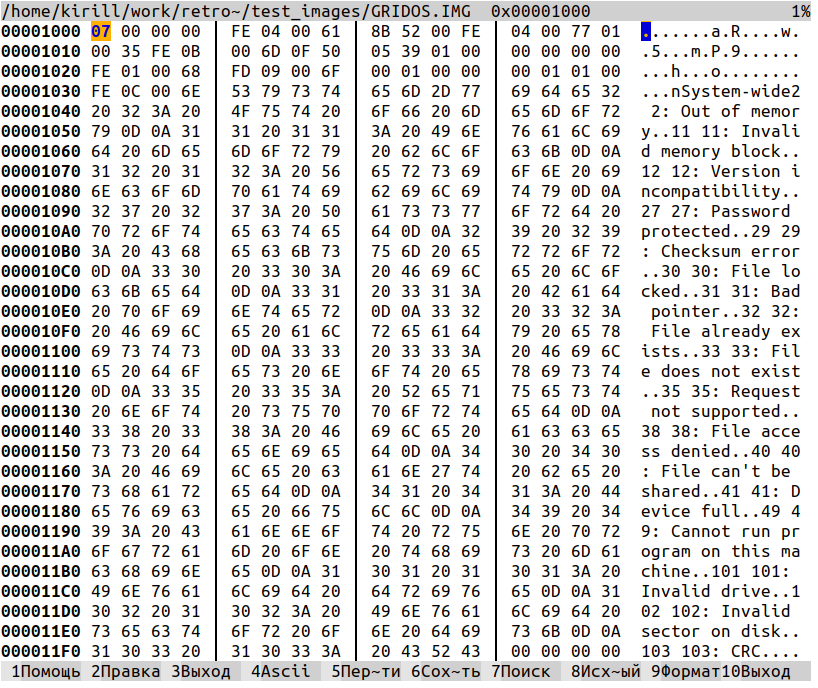 /home/kirill/work/retro~/test_images/GRIDOS.IMG 0x00001000 1%
00001000 07 00 00 00 FE 04 00 61 8B 52 00 FE 04 00 77 01 .......a.R....w.
00001010 00 35 FE 0B 00 6D 0F 50 05 39 01 00 00 00 00 00 .5...m.P.9......
00001020 FE 01 00 68 FD 09 00 6F 00 00 01 00 00 01 01 00 ...h...o........
00001030 FE 0C 00 6E 53 79 73 74 65 6D 2D 77 69 64 65 32 ...nSystem-wide2
00001040 20 32 3A 20 4F 75 74 20 6F 66 20 6D 65 6D 6F 72 2: Out of memor
00001050 79 0D 0A 31 31 20 31 31 3A 20 49 6E 76 61 6C 69 y..11 11: Invali
00001060 64 20 6D 65 6D 6F 72 79 20 62 6C 6F 63 6B 0D 0A d memory block..
00001070 31 32 20 31 32 3A 20 56 65 72 73 69 6F 6E 20 69 12 12: Version i
00001080 6E 63 6F 6D 70 61 74 69 62 69 6C 69 74 79 0D 0A ncompatibility..
00001090 32 37 20 32 37 3A 20 50 61 73 73 77 6F 72 64 20 27 27: Password
000010A0 70 72 6F 74 65 63 74 65 64 0D 0A 32 39 20 32 39 protected..29 29
000010B0 3A 20 43 68 65 63 6B 73 75 6D 20 65 72 72 6F 72 : Checksum error
000010C0 0D 0A 33 30 20 33 30 3A 20 46 69 6C 65 20 6C 6F ..30 30: File lo
000010D0 63 6B 65 64 0D 0A 33 31 20 33 31 3A 20 42 61 64 cked..31 31: Bad
000010E0 20 70 6F 69 6E 74 65 72 0D 0A 33 32 20 33 32 3A pointer..32 32:
000010F0 20 46 69 6C 65 20 61 6C 72 65 61 64 79 20 65 78 File already ex
00001100 69 73 74 73 0D 0A 33 33 20 33 33 3A 20 46 69 6C ists..33 33: Fil
00001110 65 20 64 6F 65 73 20 6E 6F 74 20 65 78 69 73 74 e does not exist
00001120 0D 0A 33 35 20 33 35 3A 20 52 65 71 75 65 73 74 ..35 35: Request
00001130 20 6E 6F 74 20 73 75 70 70 6F 72 74 65 64 0D 0A not supported..
00001140 33 38 20 33 38 3A 20 46 69 6C 65 20 61 63 63 65 38 38: File acce
00001150 73 73 20 64 65 6E 69 65 64 0D 0A 34 30 20 34 30 ss denied..40 40
00001160 3A 20 46 69 6C 65 20 63 61 6E 27 74 20 62 65 20 : File can't be
00001170 73 68 61 72 65 64 0D 0A 34 31 20 34 31 3A 20 44 shared..41 41: D
00001180 65 76 69 63 65 20 66 75 6C 6C 0D 0A 34 39 20 34 evice full..49 4
00001190 39 3A 20 43 61 6E 6E 6F 74 20 72 75 6E 20 70 72 9: Cannot run pr
000011A0 6F 67 72 61 6D 20 6F 6E 20 74 68 69 73 20 6D 61 ogram on this ma
000011B0 63 68 69 6E 65 0D 0A 31 30 31 20 31 30 31 3A 20 chine..101 101:
000011C0 49 6E 76 61 6C 69 64 20 64 72 69 76 65 0D 0A 31 Invalid drive..1
000011D0 30 32 20 31 30 32 3A 20 49 6E 76 61 6C 69 64 20 02 102: Invalid
000011E0 73 65 63 74 6F 72 20 6F 6E 20 64 69 73 6B 0D 0A sector on disk..
000011F0 31 30 33 20 31 30 33 3A 20 43 52 43 00 00 00 00 103 103: CRC....
1Помощь 2Правка 3Выход 4Ascii 5Пер~ти 6Сох~ть 7Поиск 8Исх~ый 9Формат 10Выход